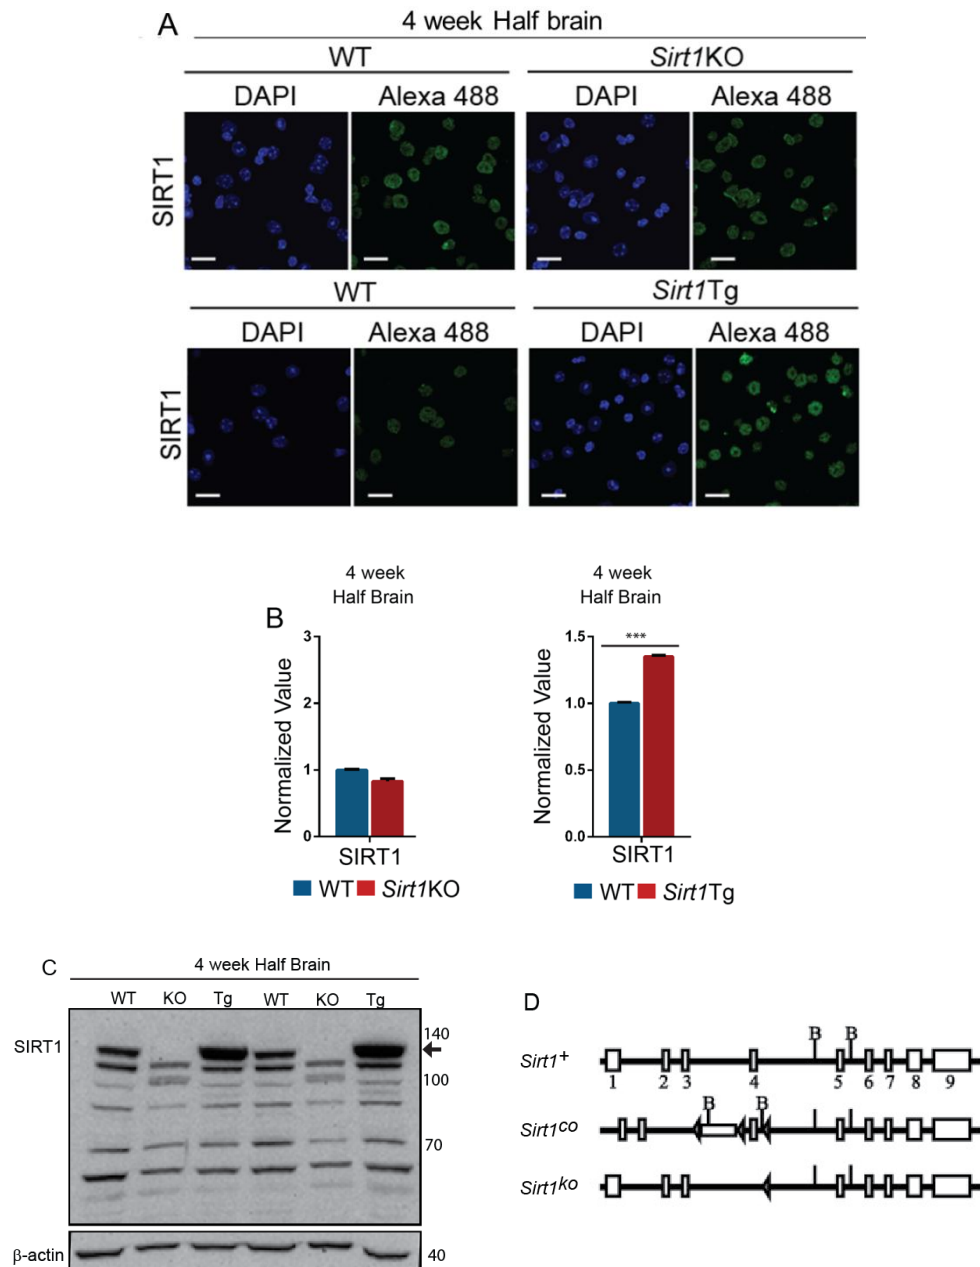 A
4 week Half brain
WT
Sirt1KO
DAPI
Alexa 488
DAPI
Alexa 488
SIRT1
WT
Sirt1Tg
DAPI
Alexa 488
DAPI
Alexa 488
SIRT1
B
4 week
Half Brain
Normalized Value
3
2
1
0
SIRT1
WT
Sirt1KO
4 week
Half Brain
Normalized Value
1.5
1.0
0.5
0.0
***
SIRT1
WT
Sirt1Tg
C
4 week Half Brain
WT KO Tg WT KO Tg
SIRT1
140
100
70
β-actin
40
D
B B
Sirt1+
1 2 3 4 5 6 7 8 9
B B
Sirt1co
Sirt1ko